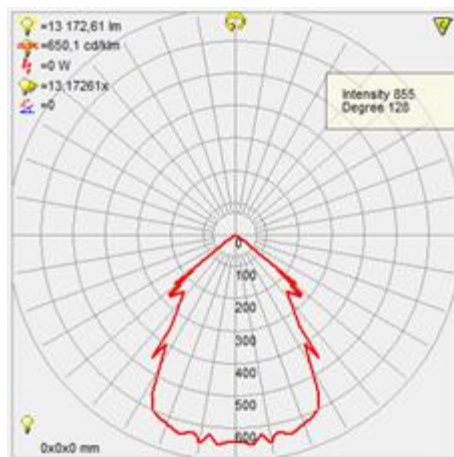 =13 172,61 lm
=650,1 cd/klm
=0 W
=13,17261x
=0
Intensity 855
Degree 128
0
100
200
300
400
500
600
0x0x0 mm